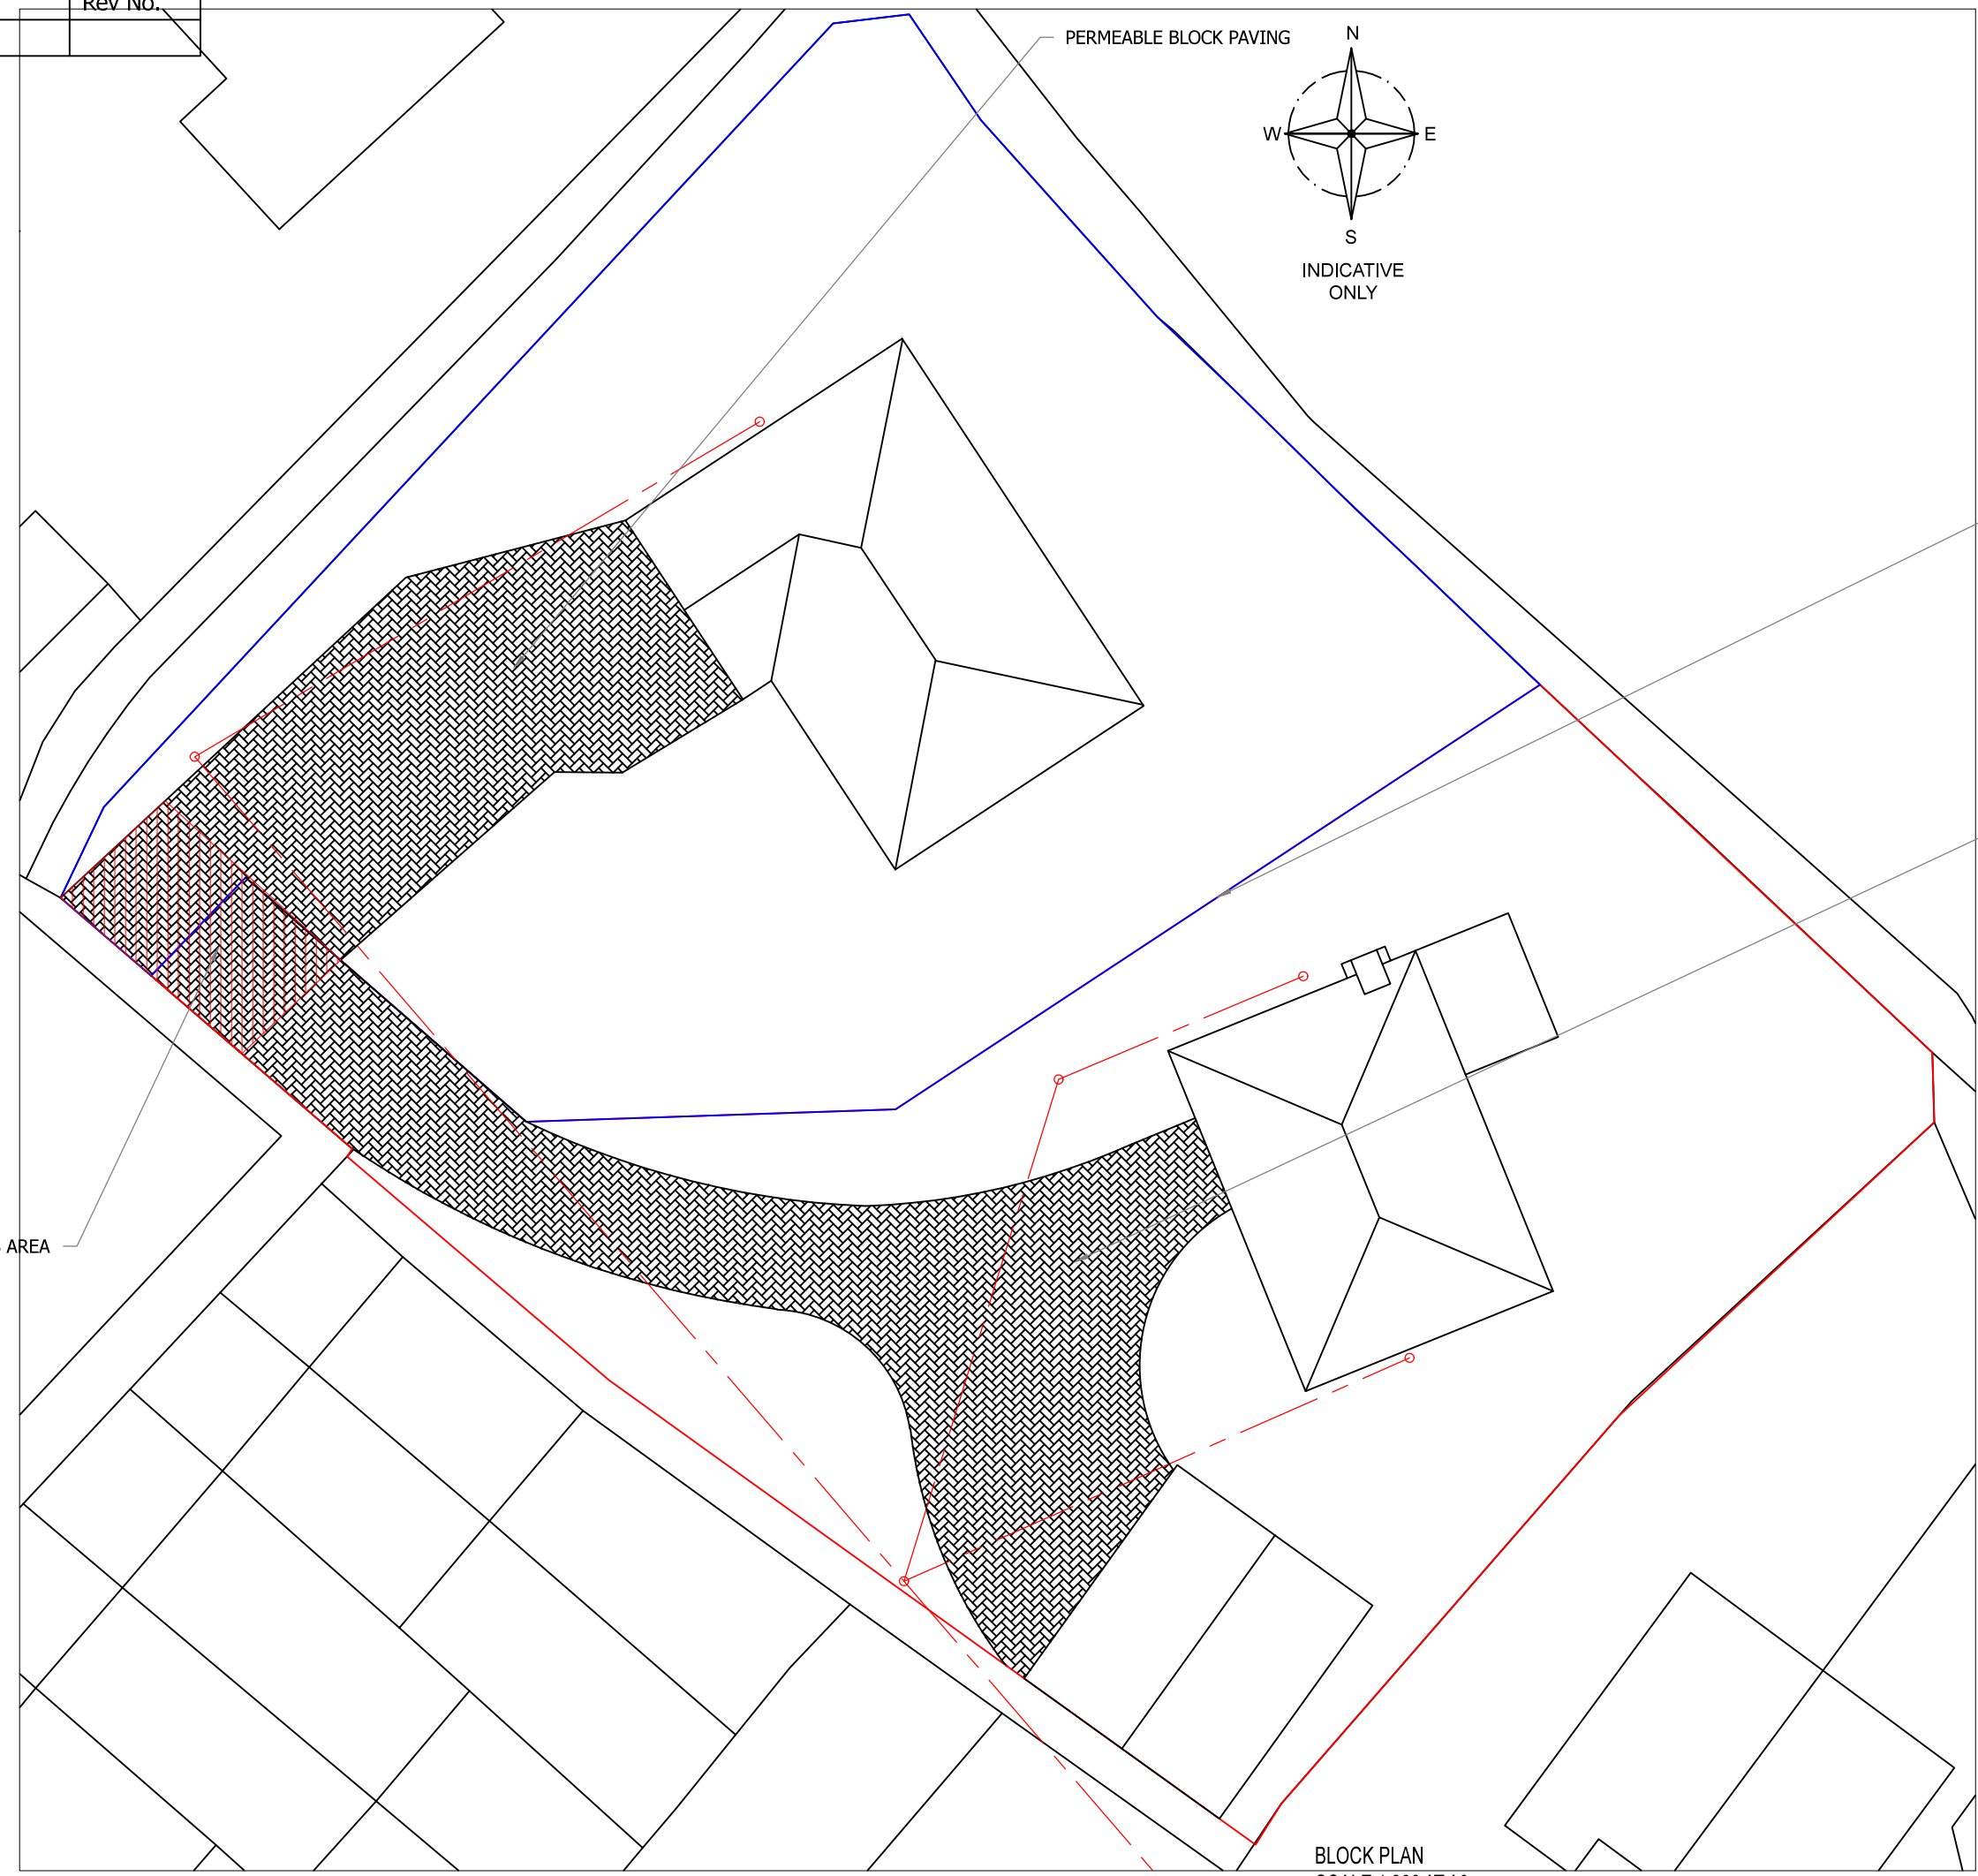 Rev No.
PERMEABLE BLOCK PAVING
N
W
E
S
INDICATIVE
ONLY
AREA
BLOCK PLAN